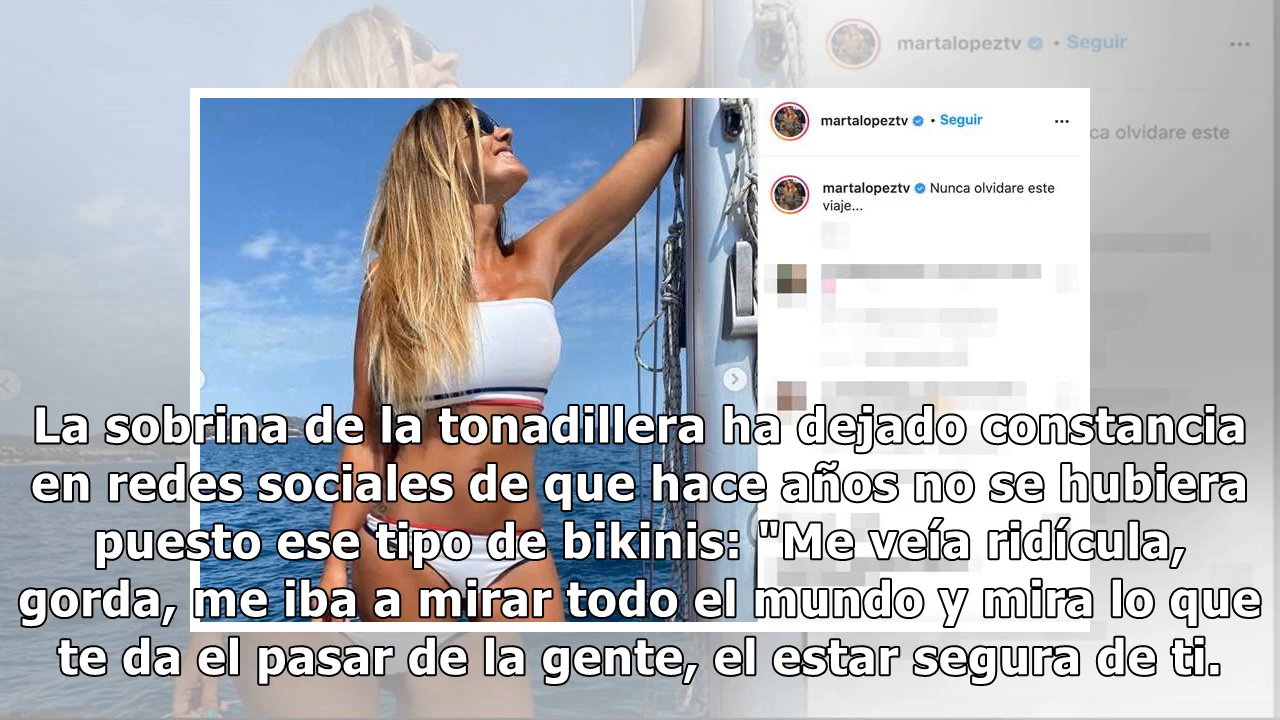 martalopeztv • Seguir
ca olvidare este
martalopeztv • Seguir
martalopeztv Nunca olvidare este
viaje...
La sobrina de la tonadillera ha dejado constancia
en redes sociales de que hace años no se hubiera
puesto ese tipo de bikinis: "Me veía ridícula,
gorda, me iba a mirar todo el mundo y mira lo que
te da el pasar de la gente, el estar segura de ti.